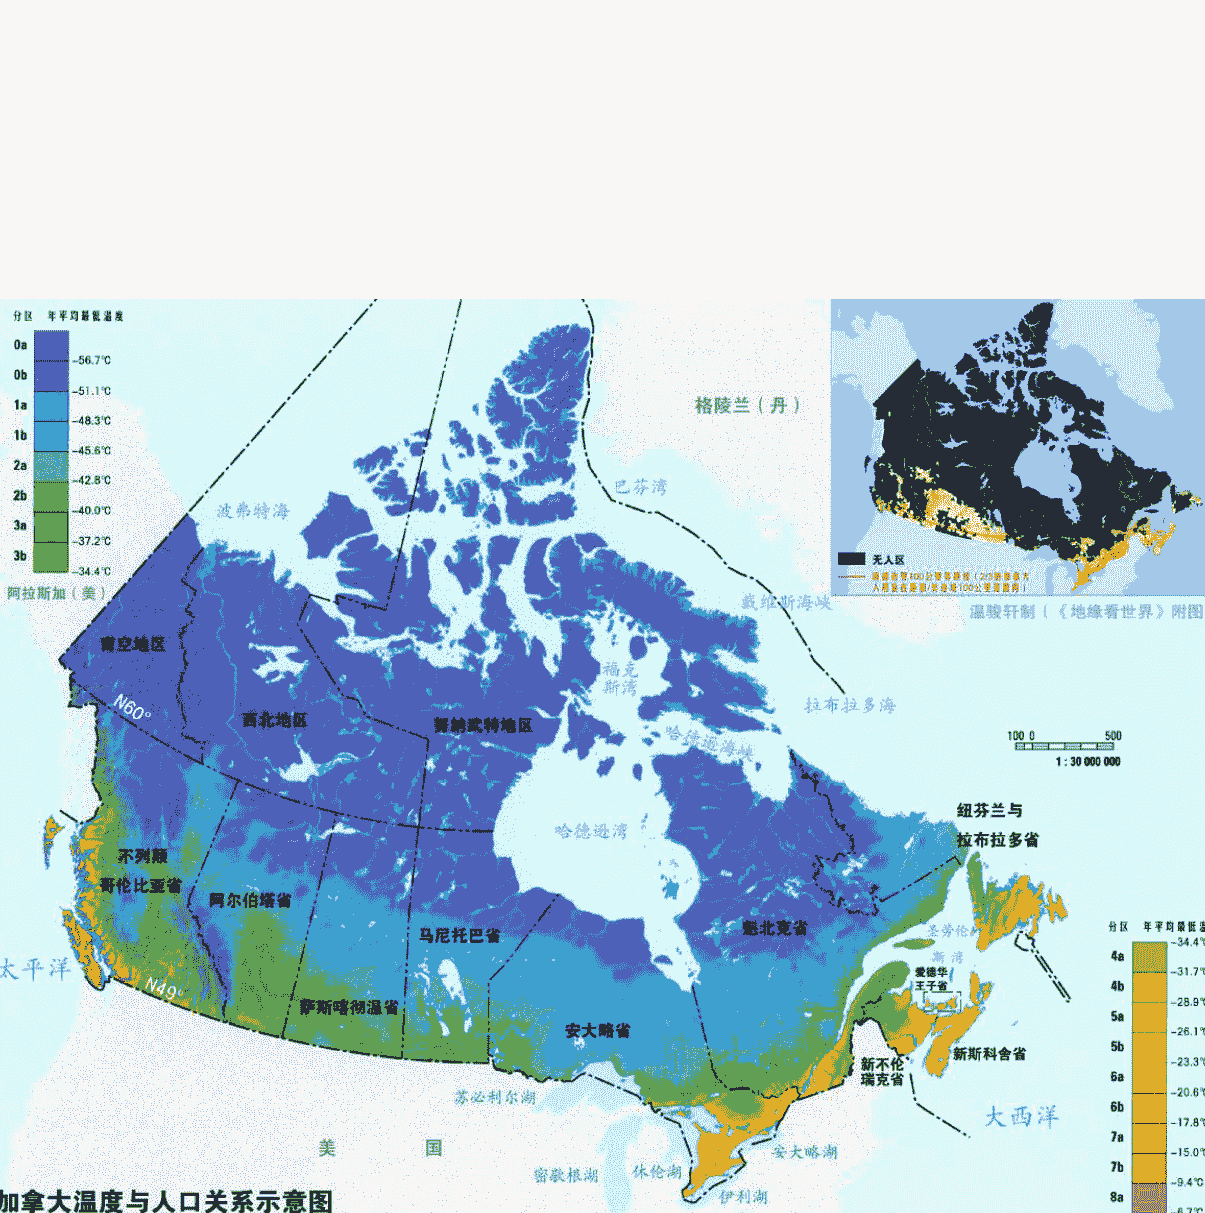 分区 年平均最低温度
0a
-56.7℃
0b
-51.1℃
1a
-48.3℃
1b
-45.6℃
2a
-42.8℃
2b
-40.0℃
3a
-37.2℃
3b
-34.4℃
阿拉斯加（美）
波弗特海
格陵兰（丹）
巴芬湾
无人区
温骏轩制（《地缘看世界》附图
戴维斯海峡
拉布拉多海
育空地区
N60°
西北地区
努纳武特地区
福克
斯湾
哈德逊海峡
哈德逊湾
100 0 500
1 : 30 000 000
纽芬兰与
拉布拉多省
不列颠
哥伦比亚省
阿尔伯塔省
马尼托巴省
萨斯喀彻温省
安大略省
魁北克省
圣劳伦
斯湾
爱德华
王子省
新斯科舍省
新不伦
瑞克省
太平洋
N49°
大西洋
苏必利尔湖
美国
密歇根湖
休伦湖
安大略湖
伊利湖
分区 年平均最低温
-34.4℃
4a
-31.7℃
4b
-28.9℃
5a
-26.1℃
5b
-23.3℃
6a
-20.6℃
6b
-17.8℃
7a
-15.0℃
7b
-9.4℃
8a
-6.7℃
加拿大温度与人口关系示意图